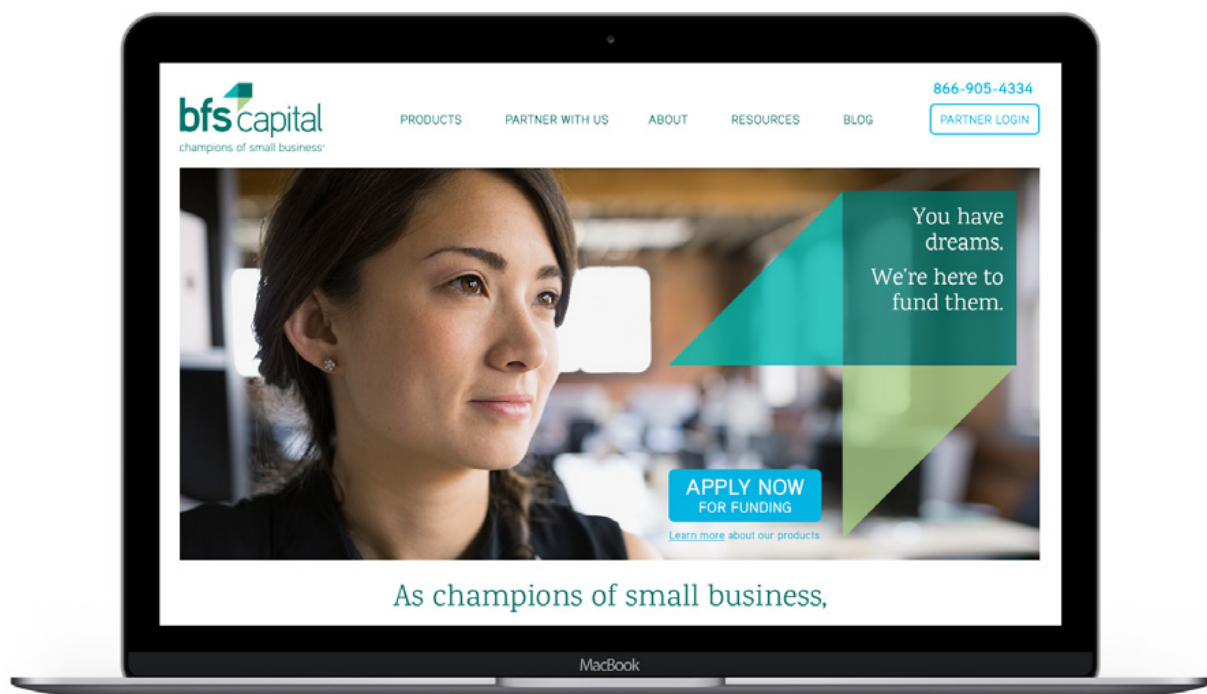 866-905-4334
bfs capital
champions of small business
PRODUCTS PARTNER WITH US ABOUT RESOURCES BLOG PARTNER LOGIN
You have
dreams.
We're here to
fund them.
APPLY NOW
FOR FUNDING
Learn more about our products
As champions of small business,
MacBook